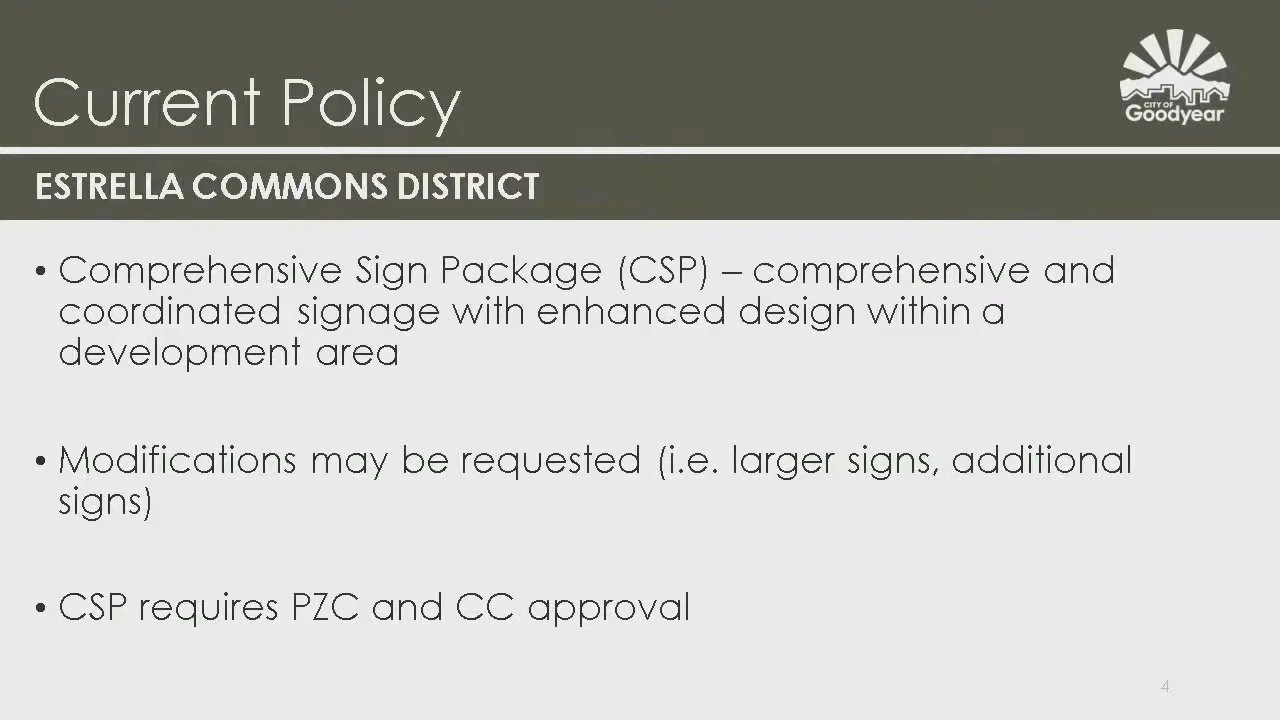 Current Policy
CITY OF
Goodyear
ESTRELLA COMMONS DISTRICT
• Comprehensive Sign Package (CSP) – comprehensive and
coordinated signage with enhanced design within a
development area
• Modifications may be requested (i.e. larger signs, additional
signs)
• CSP requires PZC and CC approval
4